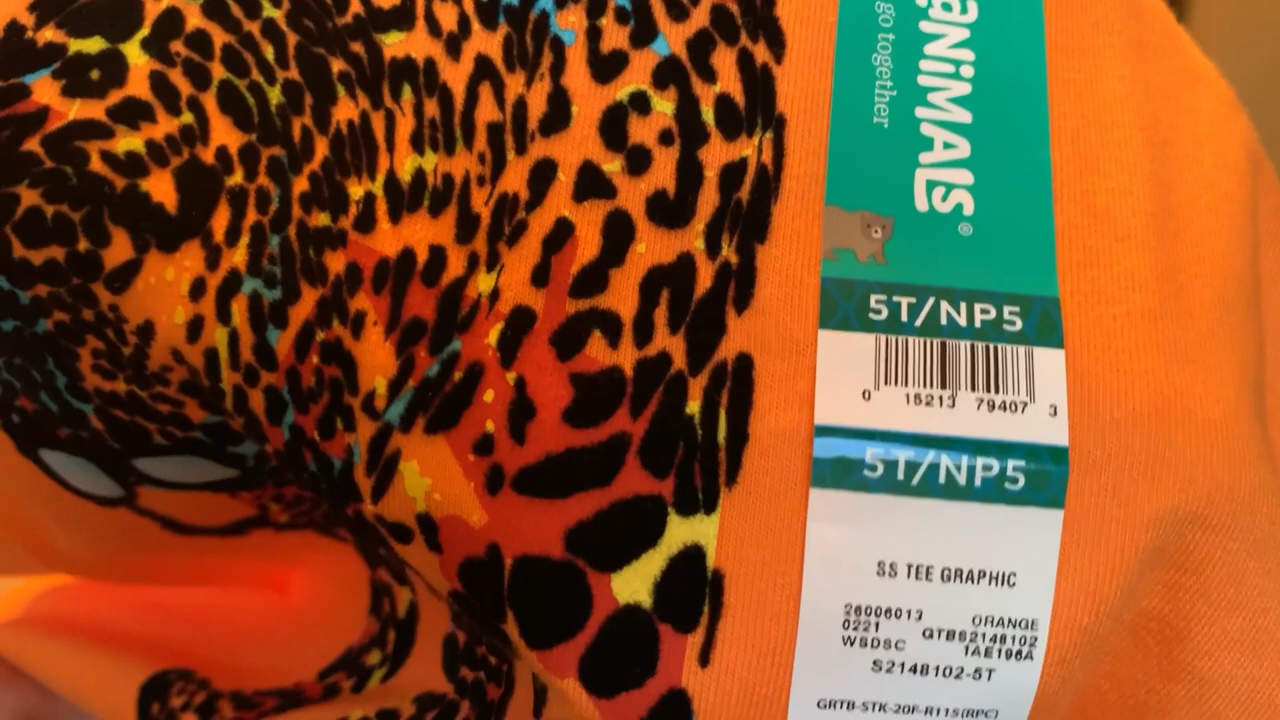 aNiMALS®
go together
5T/NP5
0 15213 79407 3
5T/NP5
SS TEE GRAPHIC
26006013 ORANGE
0221 GTBS2148102
WSDSC 1AE196A
S2148102-5T
GRTB-STK-20F-R115(RPC)